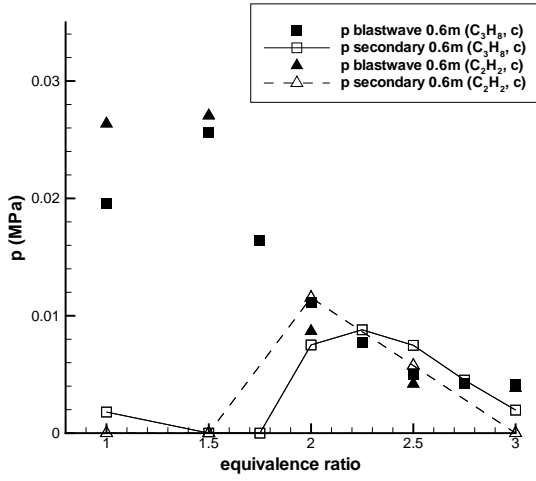 p blastwave 0.6m (C3H8, c)
p secondary 0.6m (C3H8, c)
p blastwave 0.6m (C2H2, c)
p secondary 0.6m (C2H2, c)
0.03
0.02
0.01
0
p (MPa)
1 1.5 2 2.5 3
equivalence ratio